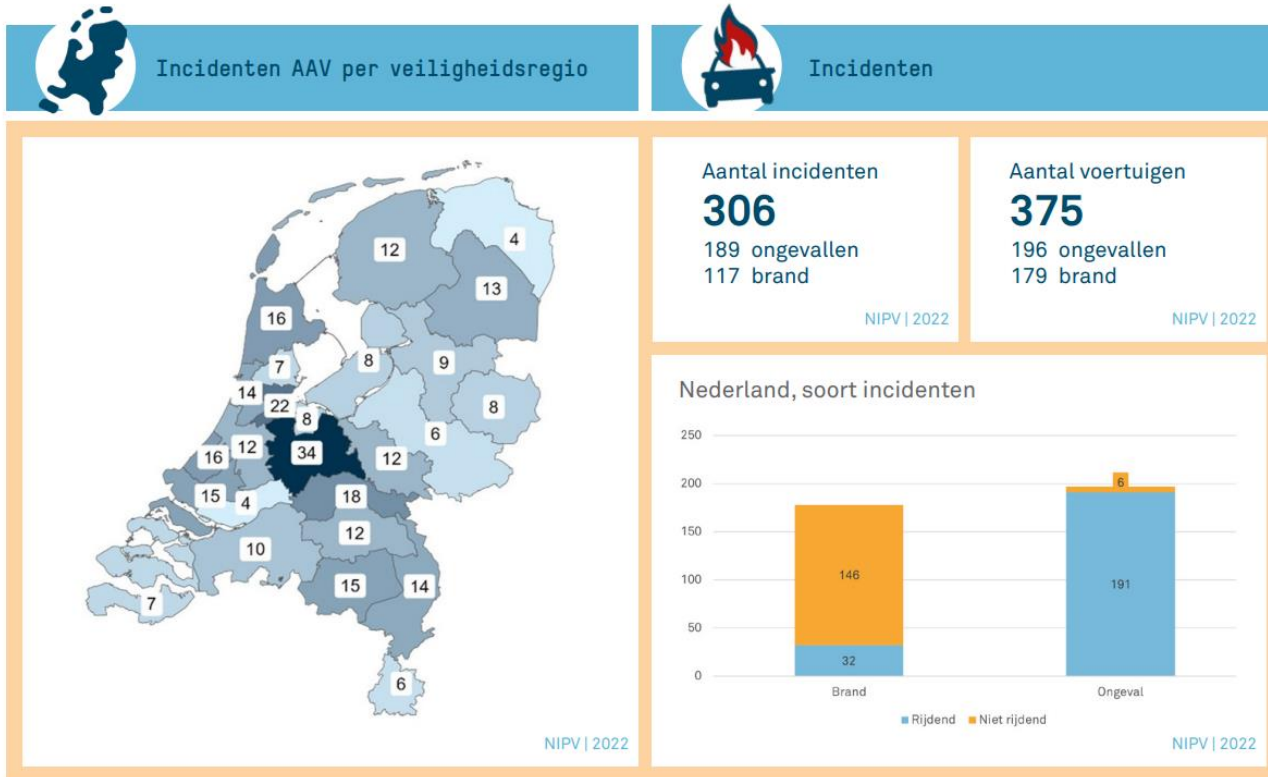 Incidenten AAV per veiligheidsregio
12
4
13
16
7
8
9
14
22
8
8
6
34
12
16
12
15
4
18
12
10
15
14
7
6
NIPV | 2022
Incidenten
Aantal incidenten
306
189 ongevallen
117 brand
NIPV | 2022
Aantal voertuigen
375
196 ongevallen
179 brand
NIPV | 2022
Nederland, soort incidenten
250
200
150
100
50
0
146
32
6
191
Brand
Ongeval
Rijdend
Niet rijdend
NIPV | 2022